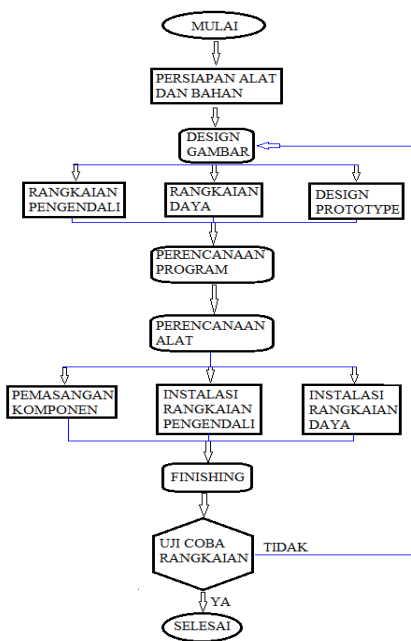 MULAI
PERSIAPAN ALAT
DAN BAHAN
DESIGN
GAMBAR
RANGKAIAN
PENGENDALI
RANGKAIAN
DAYA
DESIGN
PROTOTYPE
PERENCANAAN
PROGRAM
PERENCANAAN
ALAT
PEMASANGAN
KOMPONEN
INSTALASI
RANGKAIAN
PENGENDALI
INSTALASI
RANGKAIAN
DAYA
FINISHING
UJI COBA
RANGKAIAN
TIDAK
YA
SELESAI